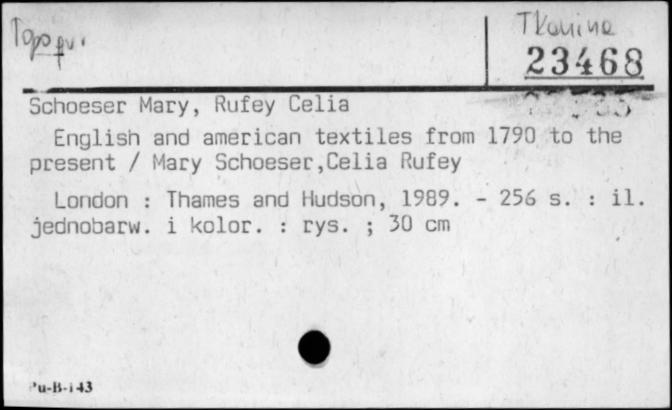 Tkanina
23468
Schoeser Mary, Rufey Celia
English and american textiles from 1790 to the
present / Mary Schoeser,Celia Rufey
London : Thames and Hudson, 1989. - 256 s. : il.
jednobarw. i kolor. : rys. ; 30 cm
Pu-B-143